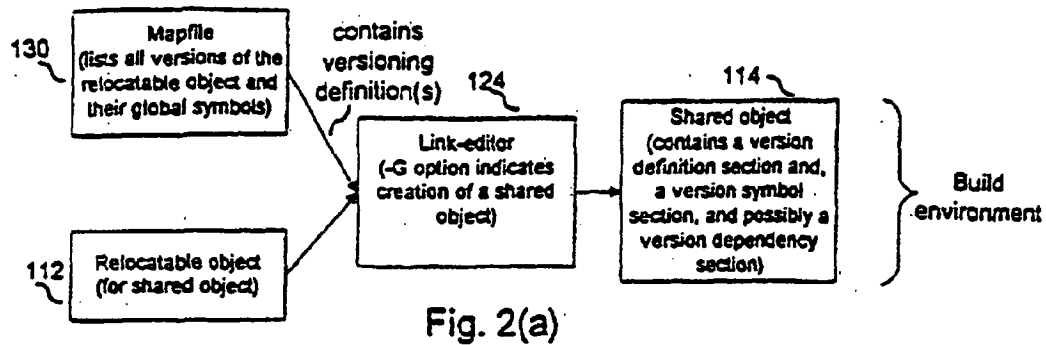 130
Mapfile
(lists all versions of the
relocatable object and
their global symbols)
contains
versioning
definition(s)
124
Link-editor
(-G option indicates
creation of a shared
object)
114
Shared object
(contains a version
definition section and,
a version symbol
section, and possibly a
version dependency
section)
Build
environment
112
Relocatable object
(for shared object)
Fig. 2(a)